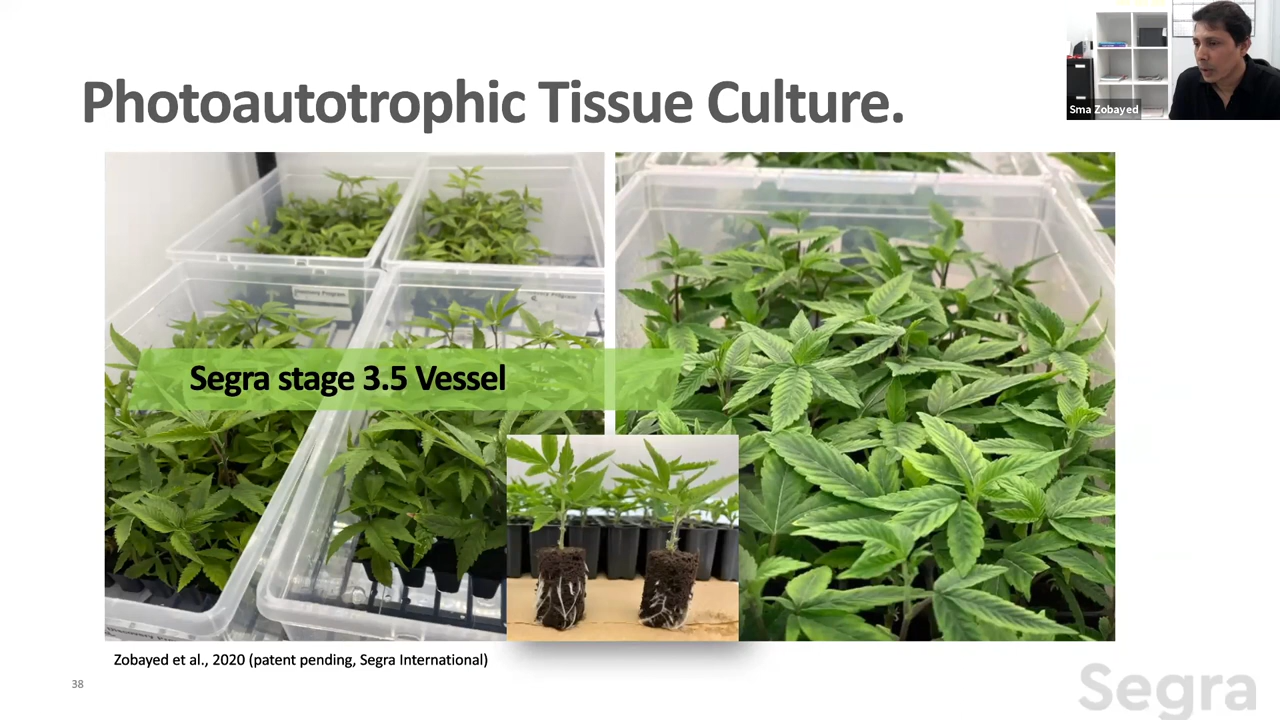 Photoautotrophic Tissue Culture.
Sma Zobayed
Segra stage 3.5 Vessel
Zobayed et al., 2020 (patent pending, Segra International)
38
Segra